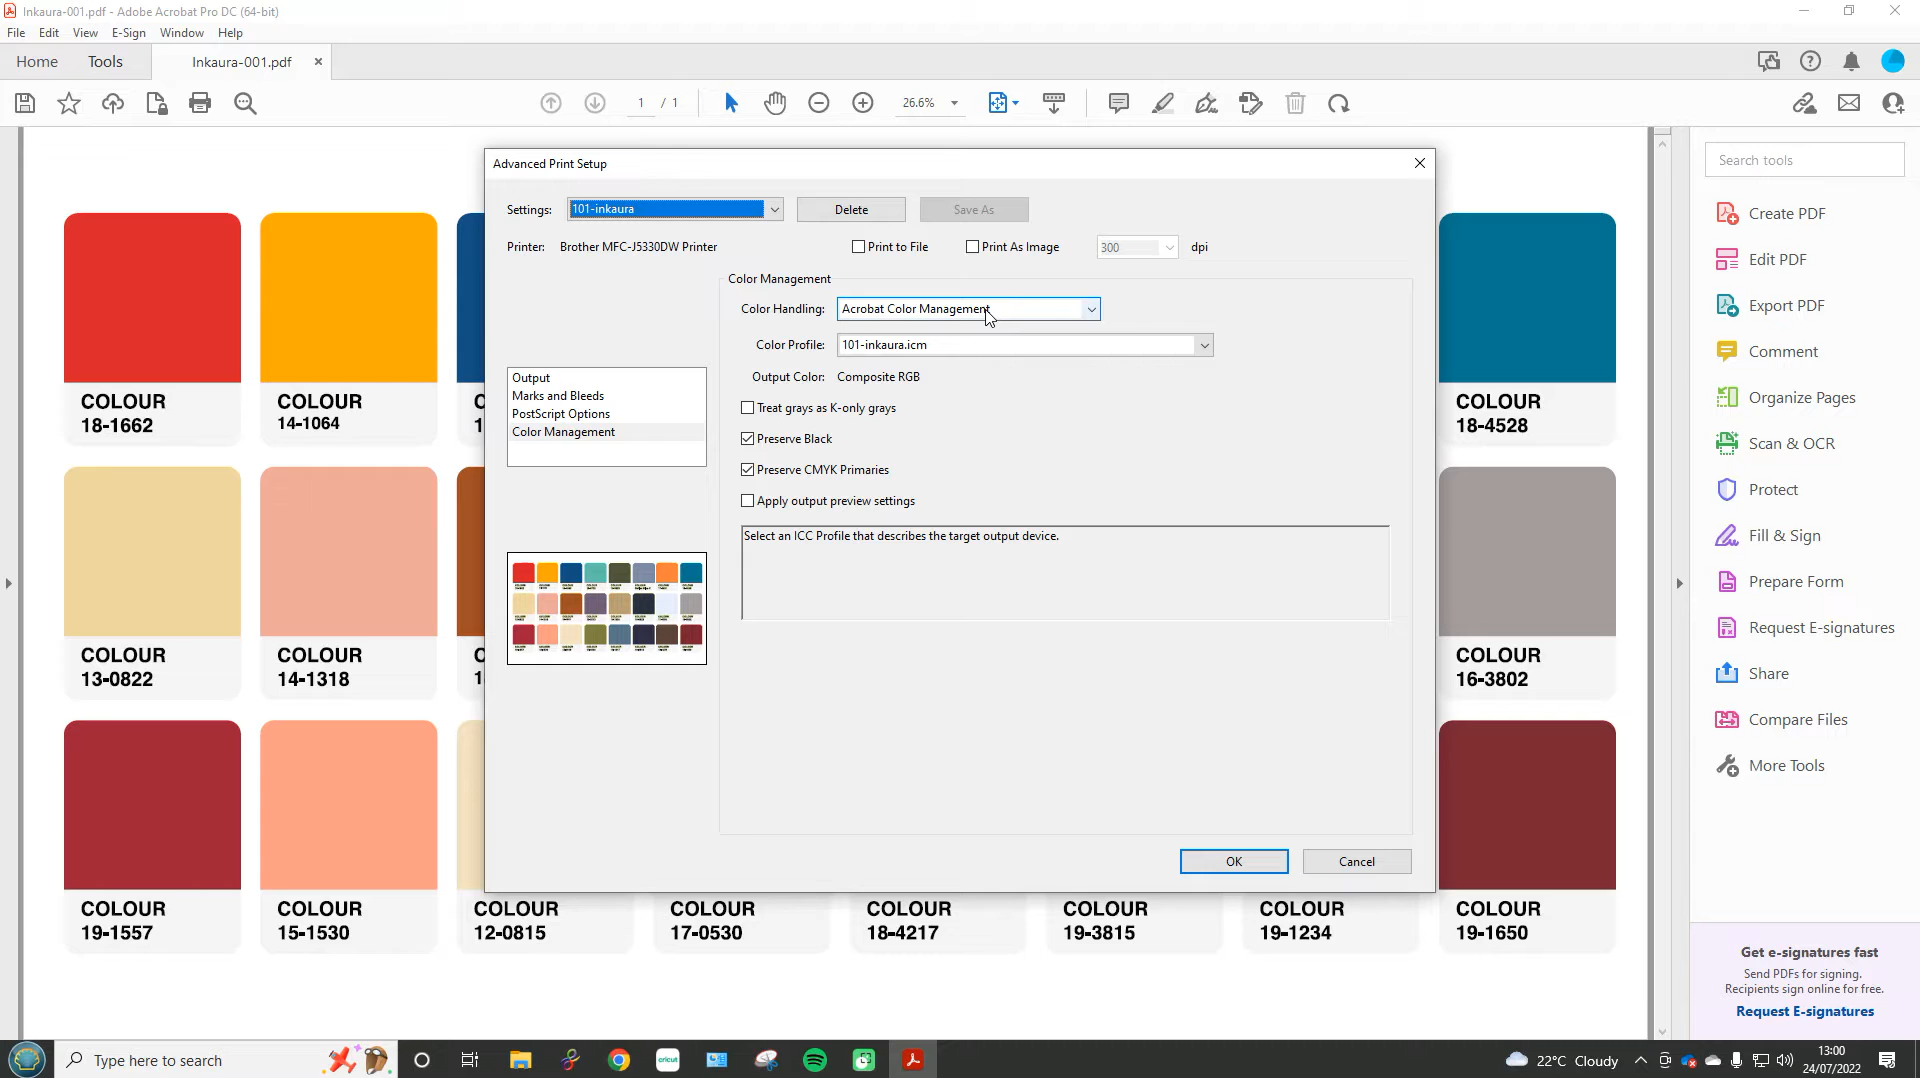 Inkaura-001.pdf - Adobe Acrobat Pro DC (64-bit)
File Edit View E-Sign Window Help
Home Tools Inkaura-001.pdf
1 / 1 26.6%
Advanced Print Setup
Settings: 101-inkaura Delete Save As
Printer: Brother MFC-J5330DW Printer Print to File Print As Image 300 dpi
Color Management
Color Handling: Acrobat Color Management
Color Profile: 101-inkaura.icm
Output Color: Composite RGB
Treat grays as K-only grays
Preserve Black
Preserve CMYK Primaries
Apply output preview settings
Select an ICC Profile that describes the target output device.
Output
Marks and Bleeds
PostScript Options
Color Management
OK Cancel
COLOUR
18-1662
COLOUR
14-1064
COLOUR
18-4528
COLOUR
13-0822
COLOUR
14-1318
COLOUR
16-3802
COLOUR
19-1557
COLOUR
15-1530
COLOUR
12-0815
COLOUR
17-0530
COLOUR
18-4217
COLOUR
19-3815
COLOUR
19-1234
COLOUR
19-1650
Search tools
Create PDF
Edit PDF
Export PDF
Comment
Organize Pages
Scan & OCR
Protect
Fill & Sign
Prepare Form
Request E-signatures
Share
Compare Files
More Tools
Get e-signatures fast
Send PDFs for signing.
Recipients sign online for free.
Request E-signatures
Type here to search
cricut
22°C Cloudy
13:00
24/07/2022